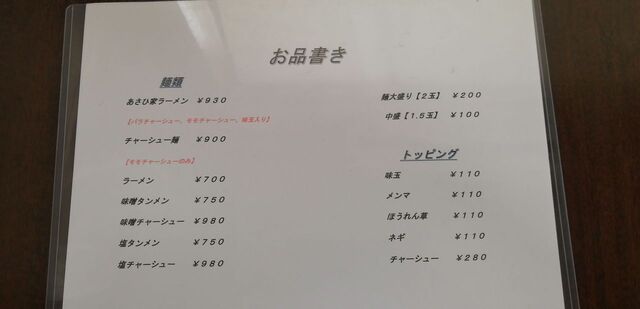 お品書き
麺類
あさひ家ラーメン ￥９３０
【バラチャーシュー、モモチャーシュー、味玉入り】
チャーシュー麺 ￥９００
【モモチャーシューのみ】
ラーメン ￥７００
味噌タンメン ￥７５０
味噌チャーシュー ￥９８０
塩タンメン ￥７５０
塩チャーシュー ￥９８０
麺大盛り【２玉】 ￥２００
中盛【１.５玉】 ￥１００
トッピング
味玉 ￥１１０
メンマ ￥１１０
ほうれん草 ￥１１０
ネギ ￥１１０
チャーシュー ￥２８０